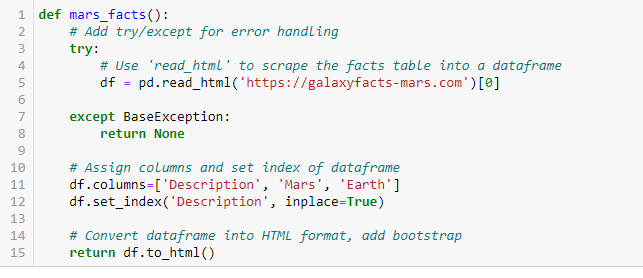 1 def mars_facts():
2     # Add try/except for error handling
3     try:
4         # Use 'read_html' to scrape the facts table into a dataframe
5         df = pd.read_html('https://galaxyfacts-mars.com')[0]
6
7     except BaseException:
8         return None
9
10     # Assign columns and set index of dataframe
11     df.columns=['Description', 'Mars', 'Earth']
12     df.set_index('Description', inplace=True)
13
14     # Convert dataframe into HTML format, add bootstrap
15     return df.to_html()